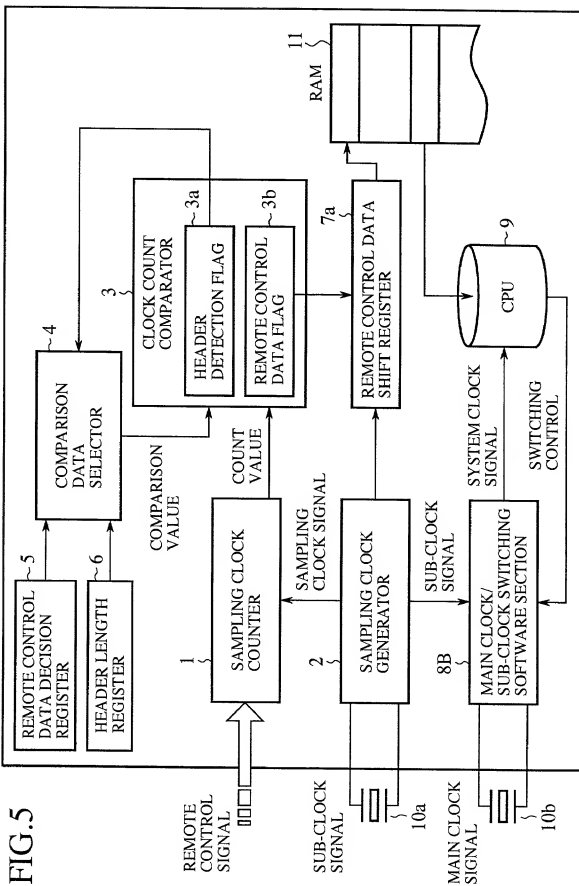 FIG.5
REMOTE CONTROL
DATA DECISION
REGISTER
5
HEADER LENGTH
REGISTER
6
COMPARISON
DATA
SELECTOR
4
COMPARISON
VALUE
3
CLOCK COUNT
COMPARATOR
HEADER
DETECTION FLAG
3a
REMOTE CONTROL
DATA FLAG
3b
REMOTE
CONTROL
SIGNAL
1
SAMPLING CLOCK
COUNTER
COUNT
VALUE
SAMPLING
CLOCK SIGNAL
SUB-CLOCK
SIGNAL
10a
2
SAMPLING CLOCK
GENERATOR
REMOTE CONTROL DATA
SHIFT REGISTER
7a
RAM
11
SUB-CLOCK
SIGNAL
MAIN CLOCK
SIGNAL
10b
8B
MAIN CLOCK/
SUB-CLOCK SWITCHING
SOFTWARE SECTION
SYSTEM CLOCK
SIGNAL
SWITCHING
CONTROL
CPU
9